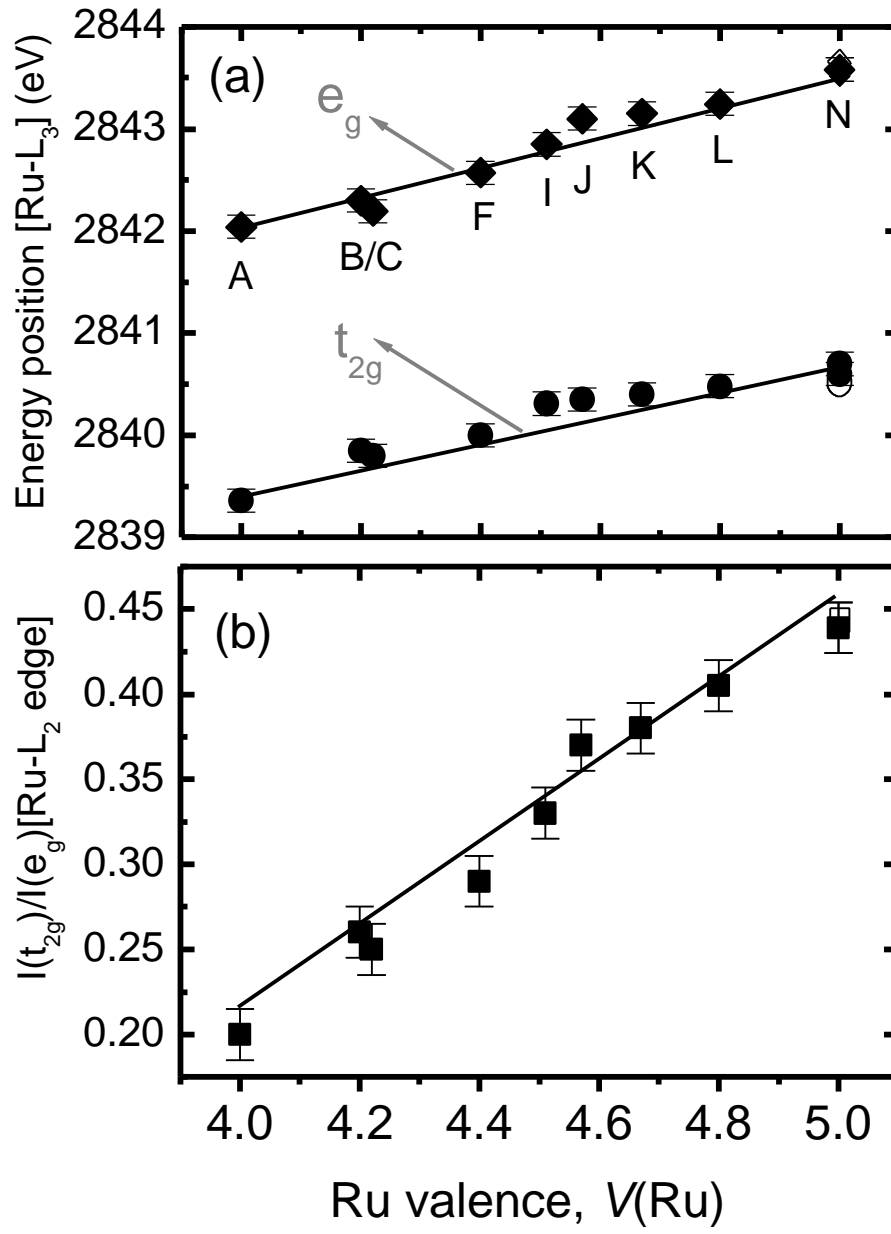 2844
2843
2842
2841
2840
2839
Energy position [Ru-L3] (eV)
(a)
eg
N
L
K
J
I
F
B/C
A
t2g
0.45
0.40
0.35
0.30
0.25
0.20
I(t2g)/I(eg)[Ru-L2 edge]
(b)
4.0 4.2 4.4 4.6 4.8 5.0
Ru valence, V(Ru)